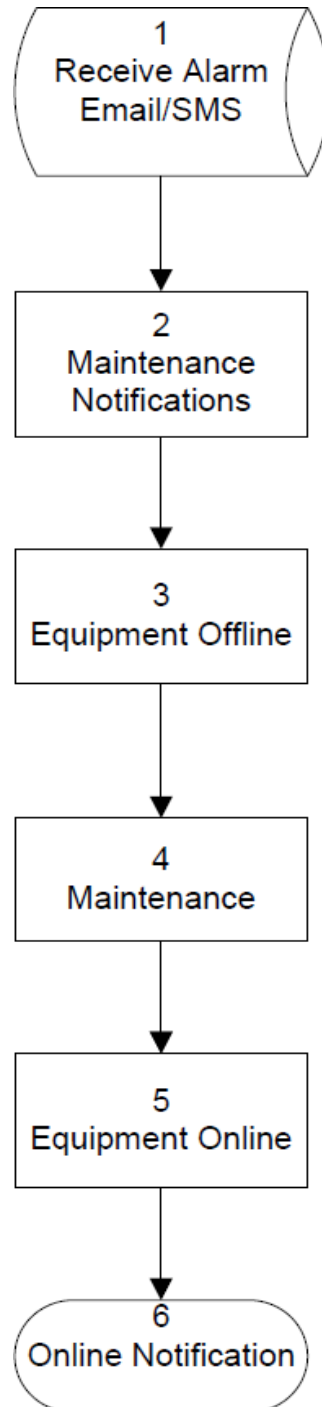 1
Receive Alarm
Email/SMS
2
Maintenance
Notifications
3
Equipment Offline
4
Maintenance
5
Equipment Online
6
Online Notification